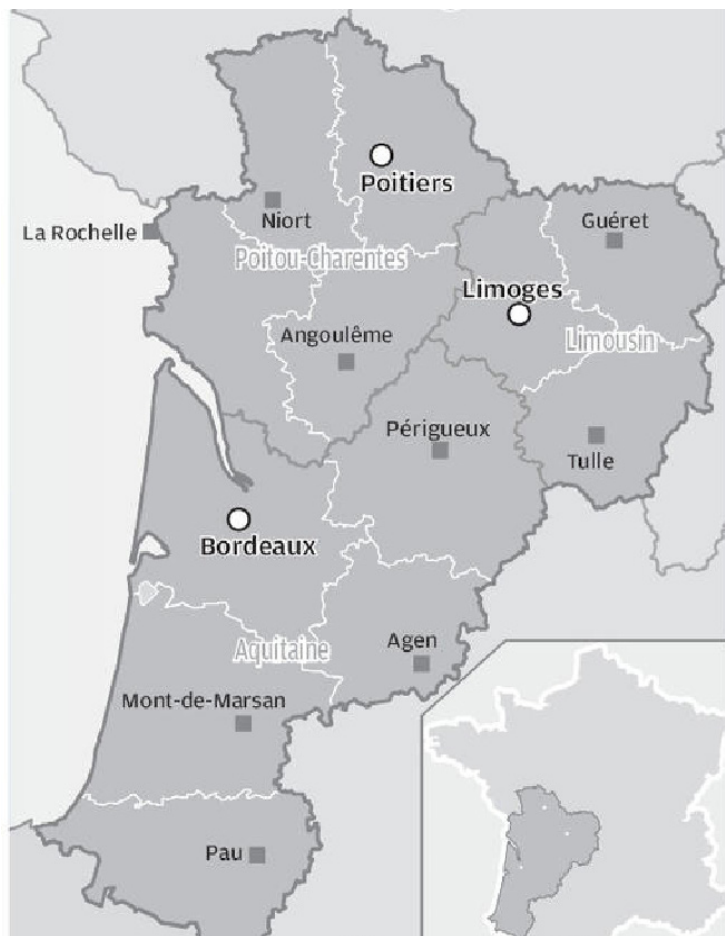 Poitiers
Niort
Guéret
La Rochelle
Poitou-Charentes
Limoges
Angoulême
Limousin
Périgueux
Tulle
Bordeaux
Aquitaine
Agen
Mont-de-Marsan
Pau